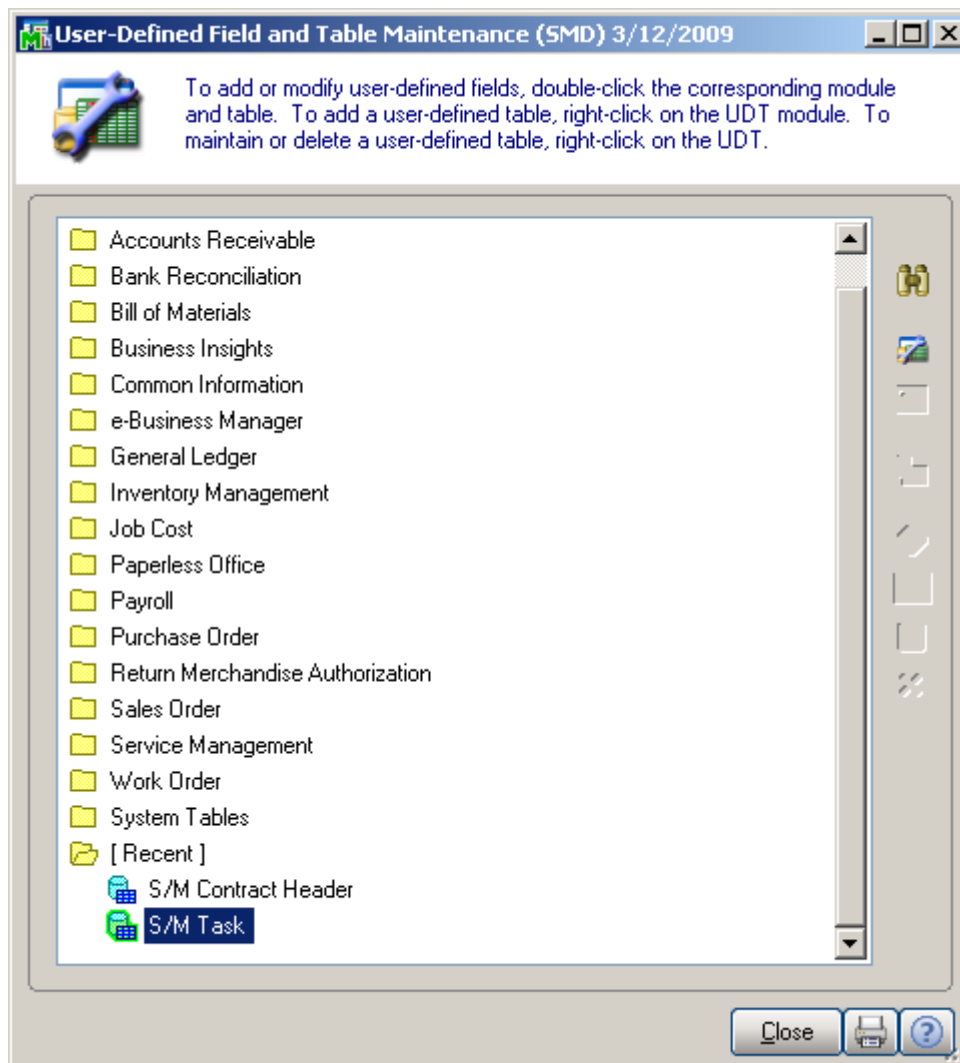 User-Defined Field and Table Maintenance (SMD) 3/12/2009
To add or modify user-defined fields, double-click the corresponding module
and table. To add a user-defined table, right-click on the UDT module. To
maintain or delete a user-defined table, right-click on the UDT.
Accounts Receivable
Bank Reconciliation
Bill of Materials
Business Insights
Common Information
e-Business Manager
General Ledger
Inventory Management
Job Cost
Paperless Office
Payroll
Purchase Order
Return Merchandise Authorization
Sales Order
Service Management
Work Order
System Tables
[ Recent ]
S/M Contract Header
S/M Task
Close